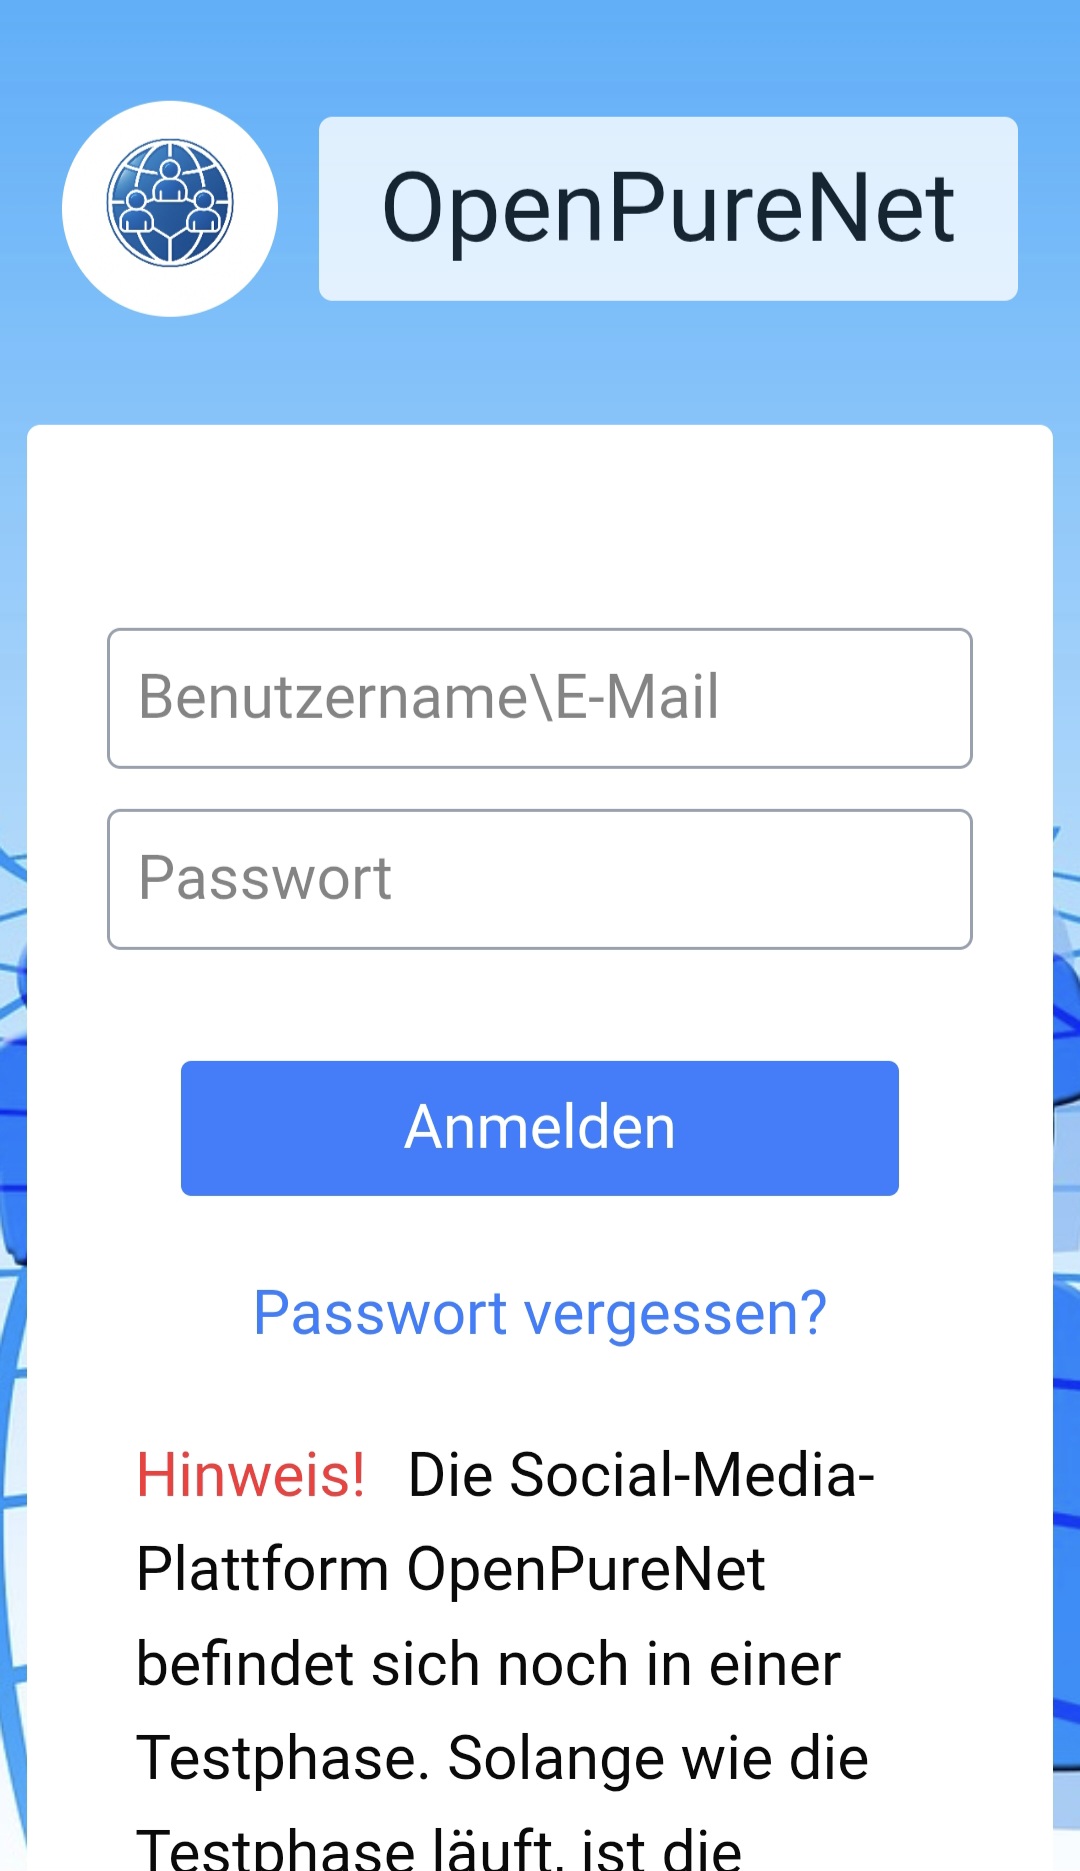 OpenPureNet
Benutzername\E-Mail
Passwort
Anmelden
Passwort vergessen?
Hinweis! Die Social-Media-
Plattform OpenPureNet
befindet sich noch in einer
Testphase. Solange wie die
Testphase läuft, ist die